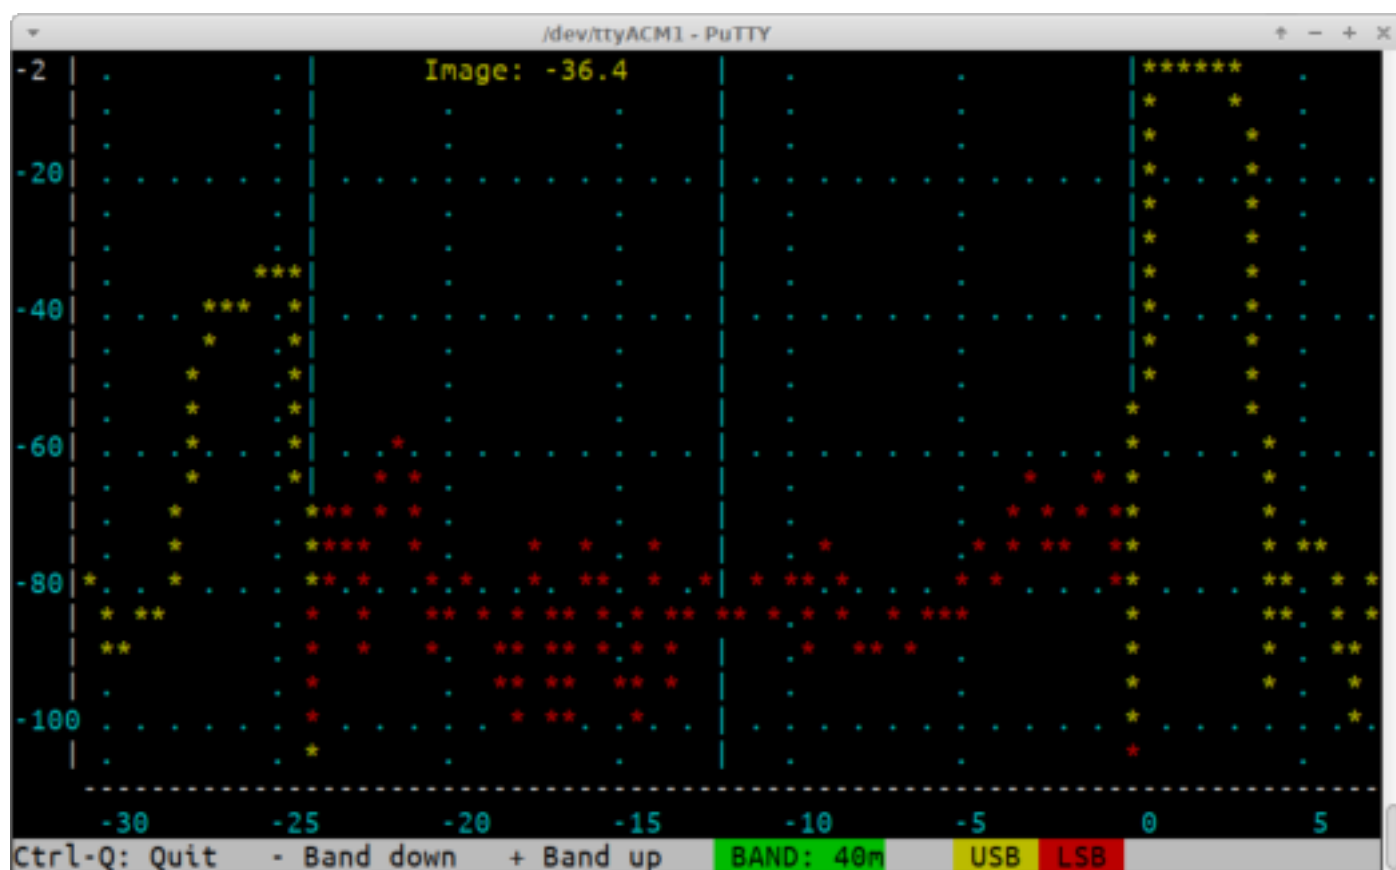 /dev/ttyACM1 - PuTTY
-2
Image: -36.4
-20
-40
-60
-80
-100
-30 -25 -20 -15 -10 -5 0 5
Ctrl-Q: Quit - Band down + Band up BAND: 40m USB LSB